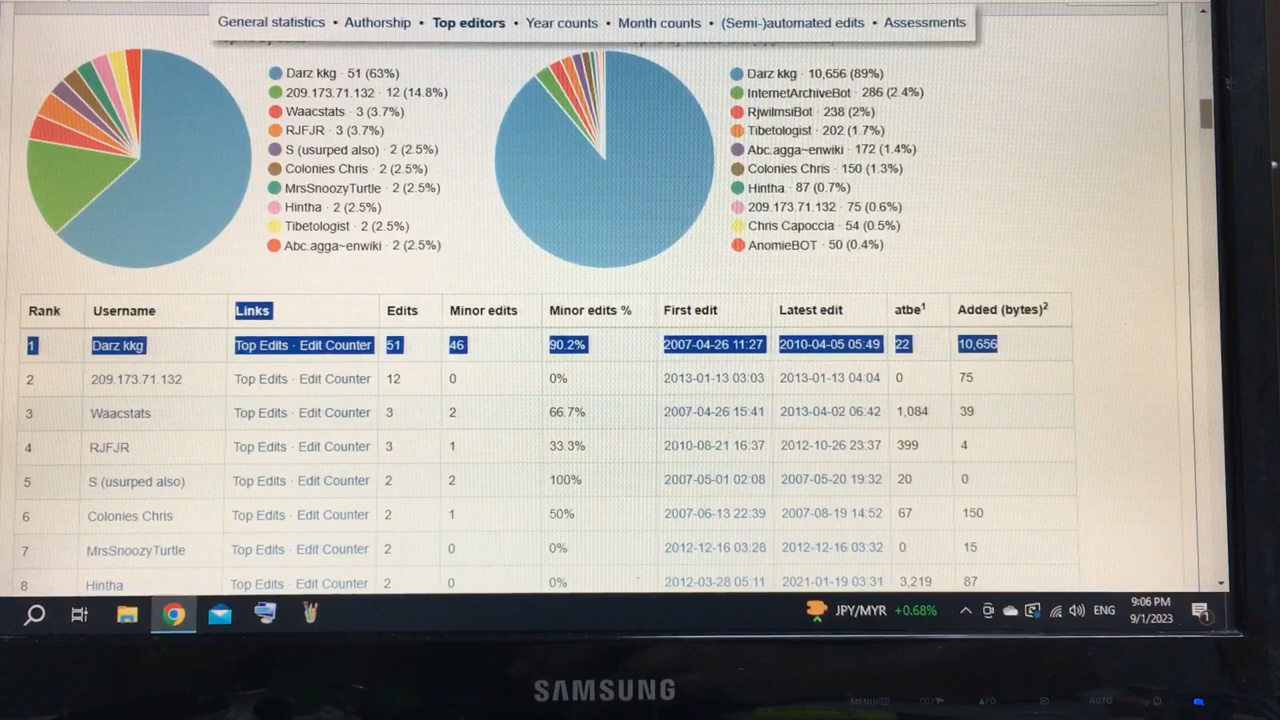 General statistics • Authorship • Top editors • Year counts • Month counts • (Semi-)automated edits • Assessments
Darz kkg · 51 (63%)
209.173.71.132 · 12 (14.8%)
Waacstats · 3 (3.7%)
RJFJR · 3 (3.7%)
S (usurped also) · 2 (2.5%)
Colonies Chris · 2 (2.5%)
MrsSnoozyTurtle · 2 (2.5%)
Hintha · 2 (2.5%)
Tibetologist · 2 (2.5%)
Abc.agga~enwiki · 2 (2.5%)
Darz kkg · 10,656 (89%)
InternetArchiveBot · 286 (2.4%)
RjwilmsiBot · 238 (2%)
Tibetologist · 202 (1.7%)
Abc.agga~enwiki · 172 (1.4%)
Colonies Chris · 150 (1.3%)
Hintha · 87 (0.7%)
209.173.71.132 · 75 (0.6%)
Chris Capoccia · 54 (0.5%)
AnomieBOT · 50 (0.4%)
Rank Username Links Edits Minor edits Minor edits % First edit Latest edit atbe1 Added (bytes)2
1 Darz kkg Top Edits · Edit Counter 51 46 90.2% 2007-04-26 11:27 2010-04-05 05:49 22 10,656
2 209.173.71.132 Top Edits · Edit Counter 12 0 0% 2013-01-13 03:03 2013-01-13 04:04 0 75
3 Waacstats Top Edits · Edit Counter 3 2 66.7% 2007-04-26 15:41 2013-04-02 06:42 1,084 39
4 RJFJR Top Edits · Edit Counter 3 1 33.3% 2010-08-21 16:37 2012-10-26 23:37 399 4
5 S (usurped also) Top Edits · Edit Counter 2 2 100% 2007-05-01 02:08 2007-05-20 19:32 20 0
6 Colonies Chris Top Edits · Edit Counter 2 1 50% 2007-06-13 22:39 2007-08-19 14:52 67 150
7 MrsSnoozyTurtle Top Edits · Edit Counter 2 0 0% 2012-12-16 03:28 2012-12-16 03:32 0 15
8 Hintha Top Edits · Edit Counter 2 0 0% 2012-03-28 05:11 2021-01-19 03:31 3,219 87
JPY/MYR +0.68% ENG 9:06 PM
9/1/2023 1
SAMSUNG
MENU AUTO